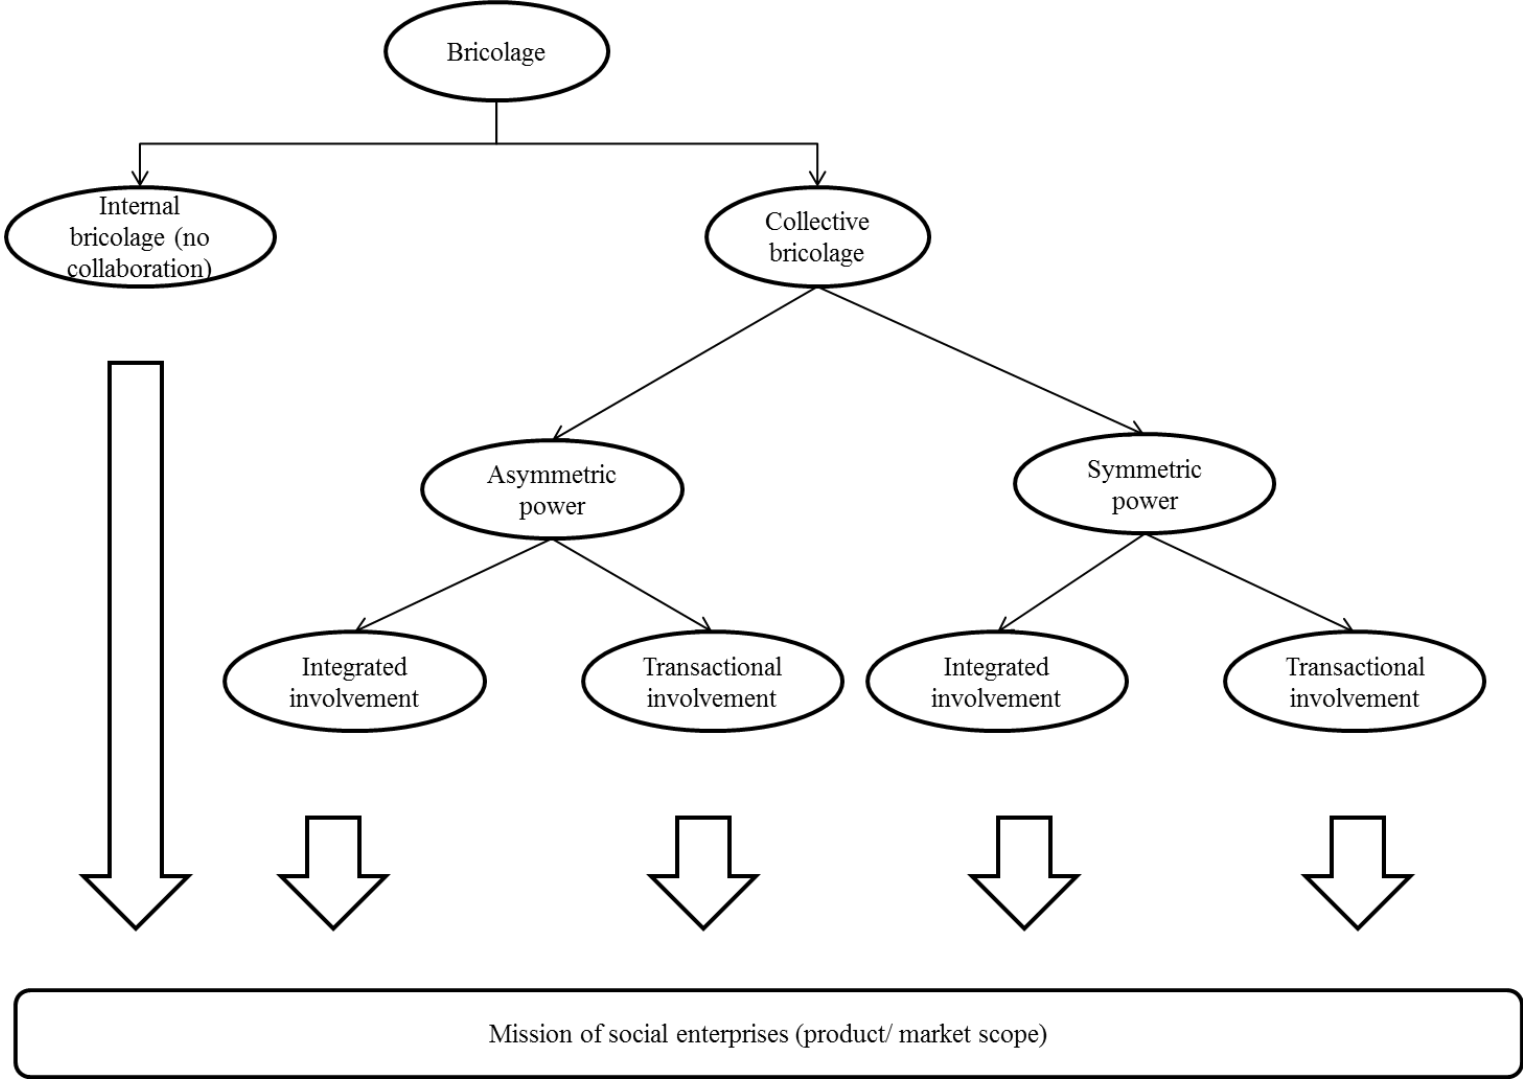 Bricolage
Internal
bricolage (no
collaboration)
Collective
bricolage
Asymmetric
power
Symmetric
power
Integrated
involvement
Transactional
involvement
Integrated
involvement
Transactional
involvement
Mission of social enterprises (product/ market scope)